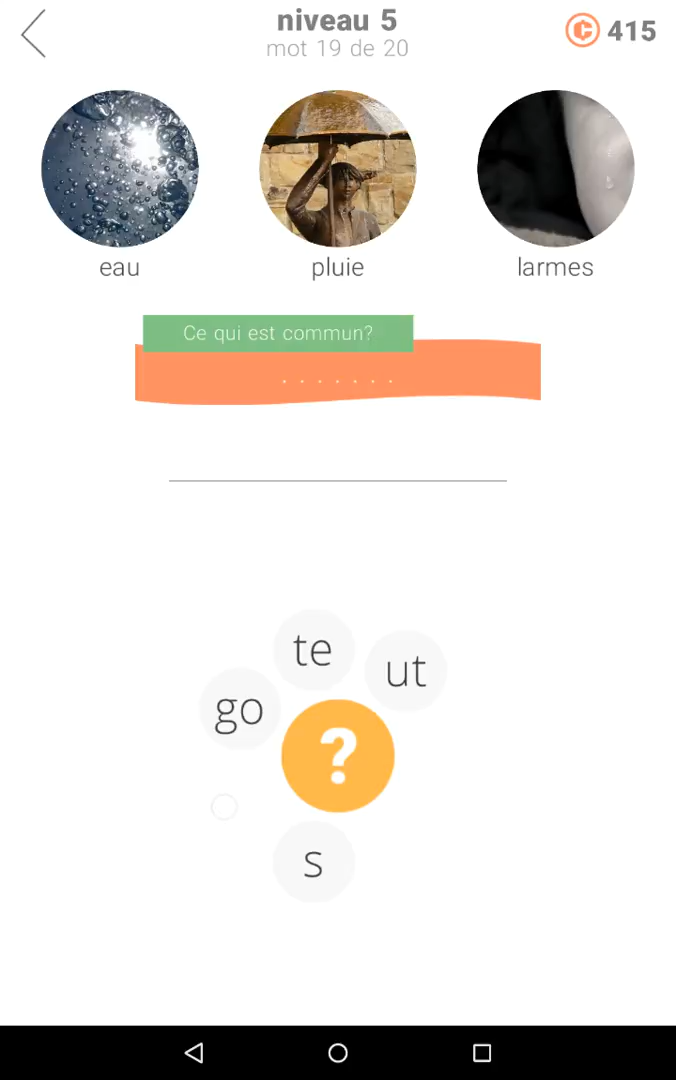 niveau 5
mot 19 de 20
415
eau
pluie
larmes
Ce qui est commun?
. . . . . . .
te
ut
go
?
s